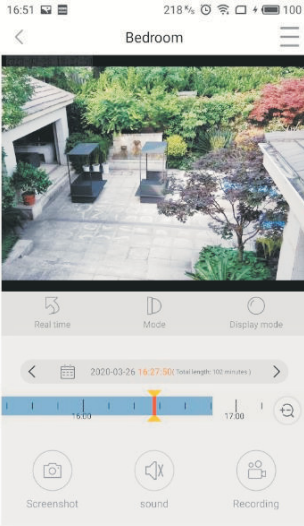 16:51 218 K/s 100
Bedroom
Real time Mode Display mode
2020-03-26 16:27:50 (Total length: 100 minutes)
16:00 17:00
Screenshot sound Recording